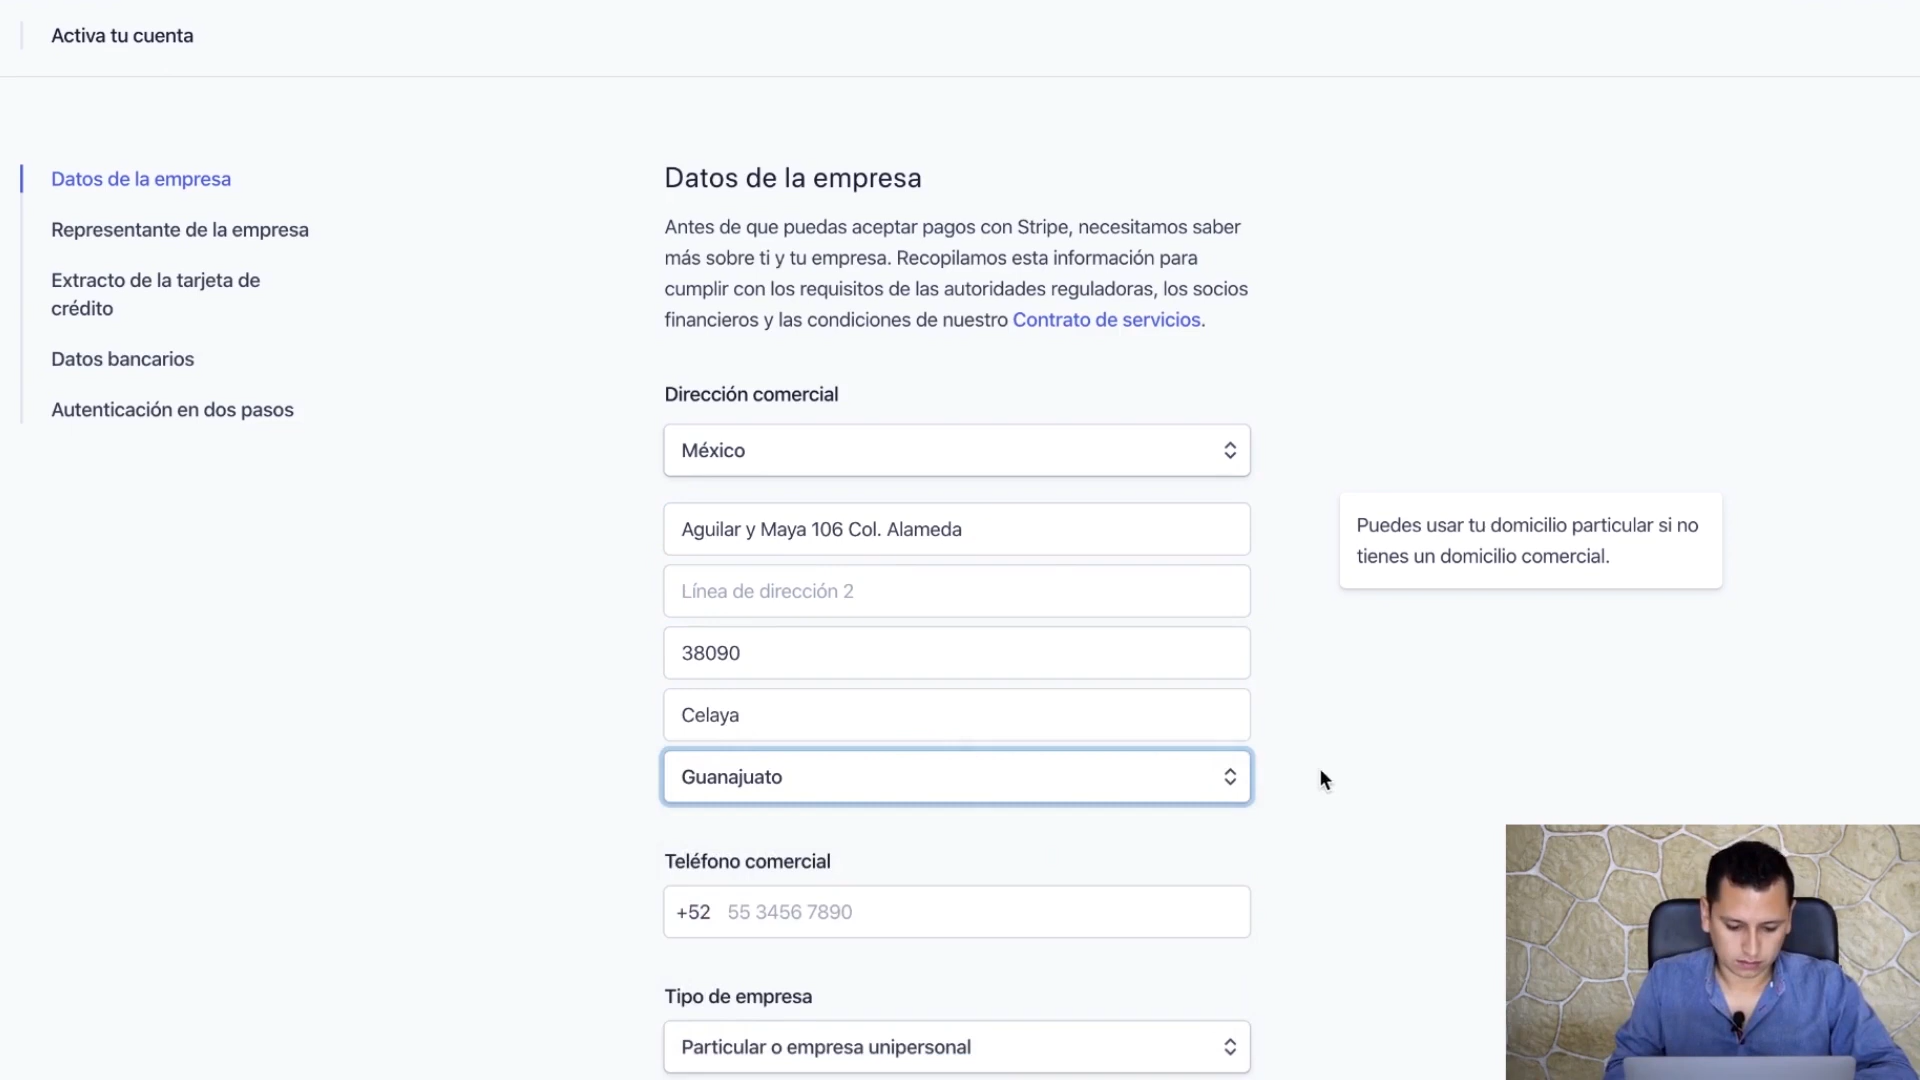 Activa tu cuenta
Datos de la empresa
Representante de la empresa
Extracto de la tarjeta de
crédito
Datos bancarios
Autenticación en dos pasos
Datos de la empresa
Antes de que puedas aceptar pagos con Stripe, necesitamos saber
más sobre ti y tu empresa. Recopilamos esta información para
cumplir con los requisitos de las autoridades reguladoras, los socios
financieros y las condiciones de nuestro Contrato de servicios.
Dirección comercial
México
Aguilar y Maya 106 Col. Alameda
Línea de dirección 2
38090
Celaya
Guanajuato
Puedes usar tu domicilio particular si no
tienes un domicilio comercial.
Teléfono comercial
+52 55 3456 7890
Tipo de empresa
Particular o empresa unipersonal